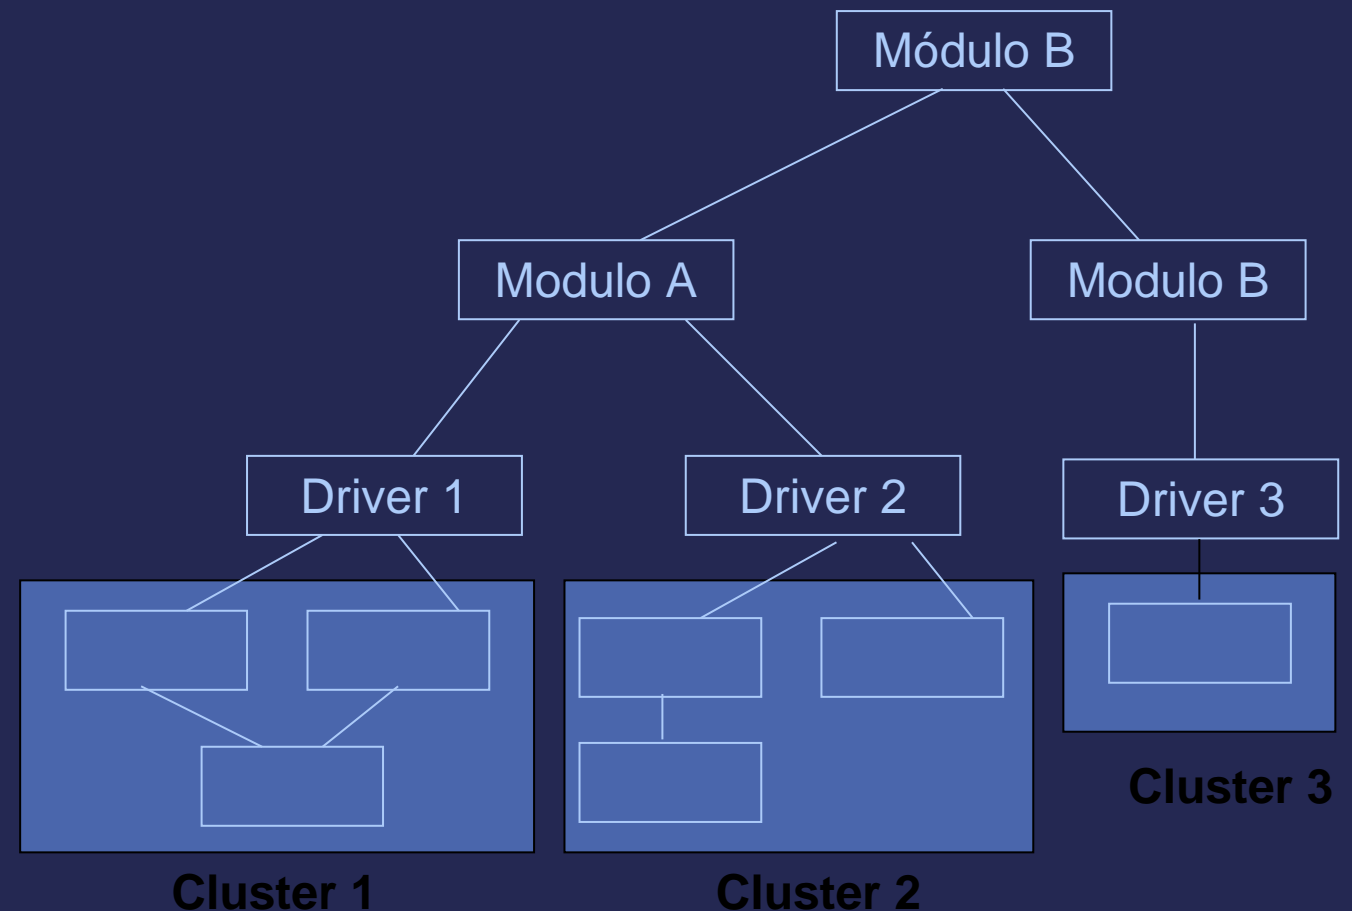 Módulo B
Modulo A
Modulo B
Driver 1
Driver 2
Driver 3
Cluster 3
Cluster 1
Cluster 2